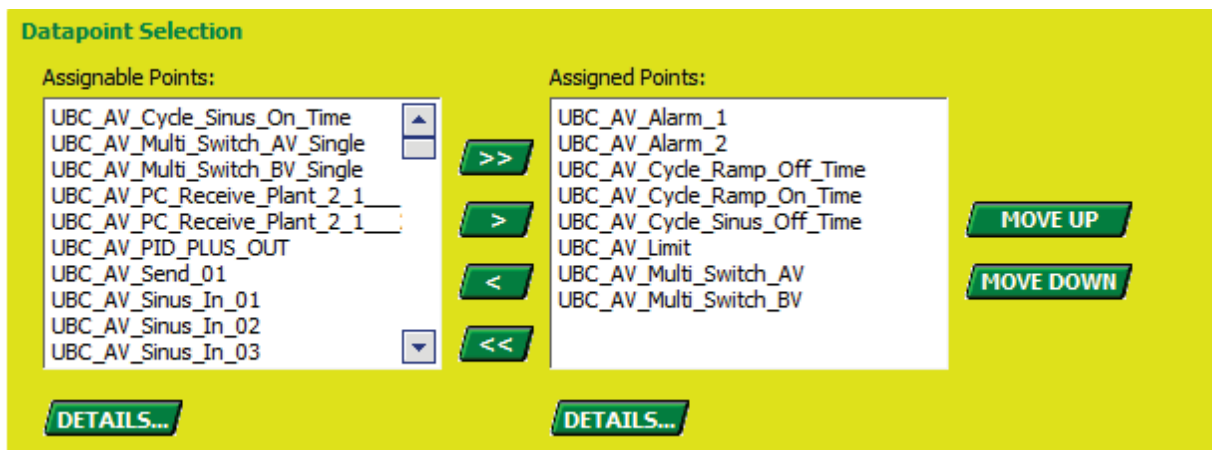 Datapoint Selection
Assignable Points:
UBC_AV_Cycle_Sinus_On_Time
UBC_AV_Multi_Switch_AV_Single
UBC_AV_Multi_Switch_BV_Single
UBC_AV_PC_Receive_Plant_2_1___
UBC_AV_PC_Receive_Plant_2_1___
UBC_AV_PID_PLUS_OUT
UBC_AV_Send_01
UBC_AV_Sinus_In_01
UBC_AV_Sinus_In_02
UBC_AV_Sinus_In_03
DETAILS...
>>
>
<
<<
Assigned Points:
UBC_AV_Alarm_1
UBC_AV_Alarm_2
UBC_AV_Cycle_Ramp_Off_Time
UBC_AV_Cycle_Ramp_On_Time
UBC_AV_Cycle_Sinus_Off_Time
UBC_AV_Limit
UBC_AV_Multi_Switch_AV
UBC_AV_Multi_Switch_BV
DETAILS...
MOVE UP
MOVE DOWN